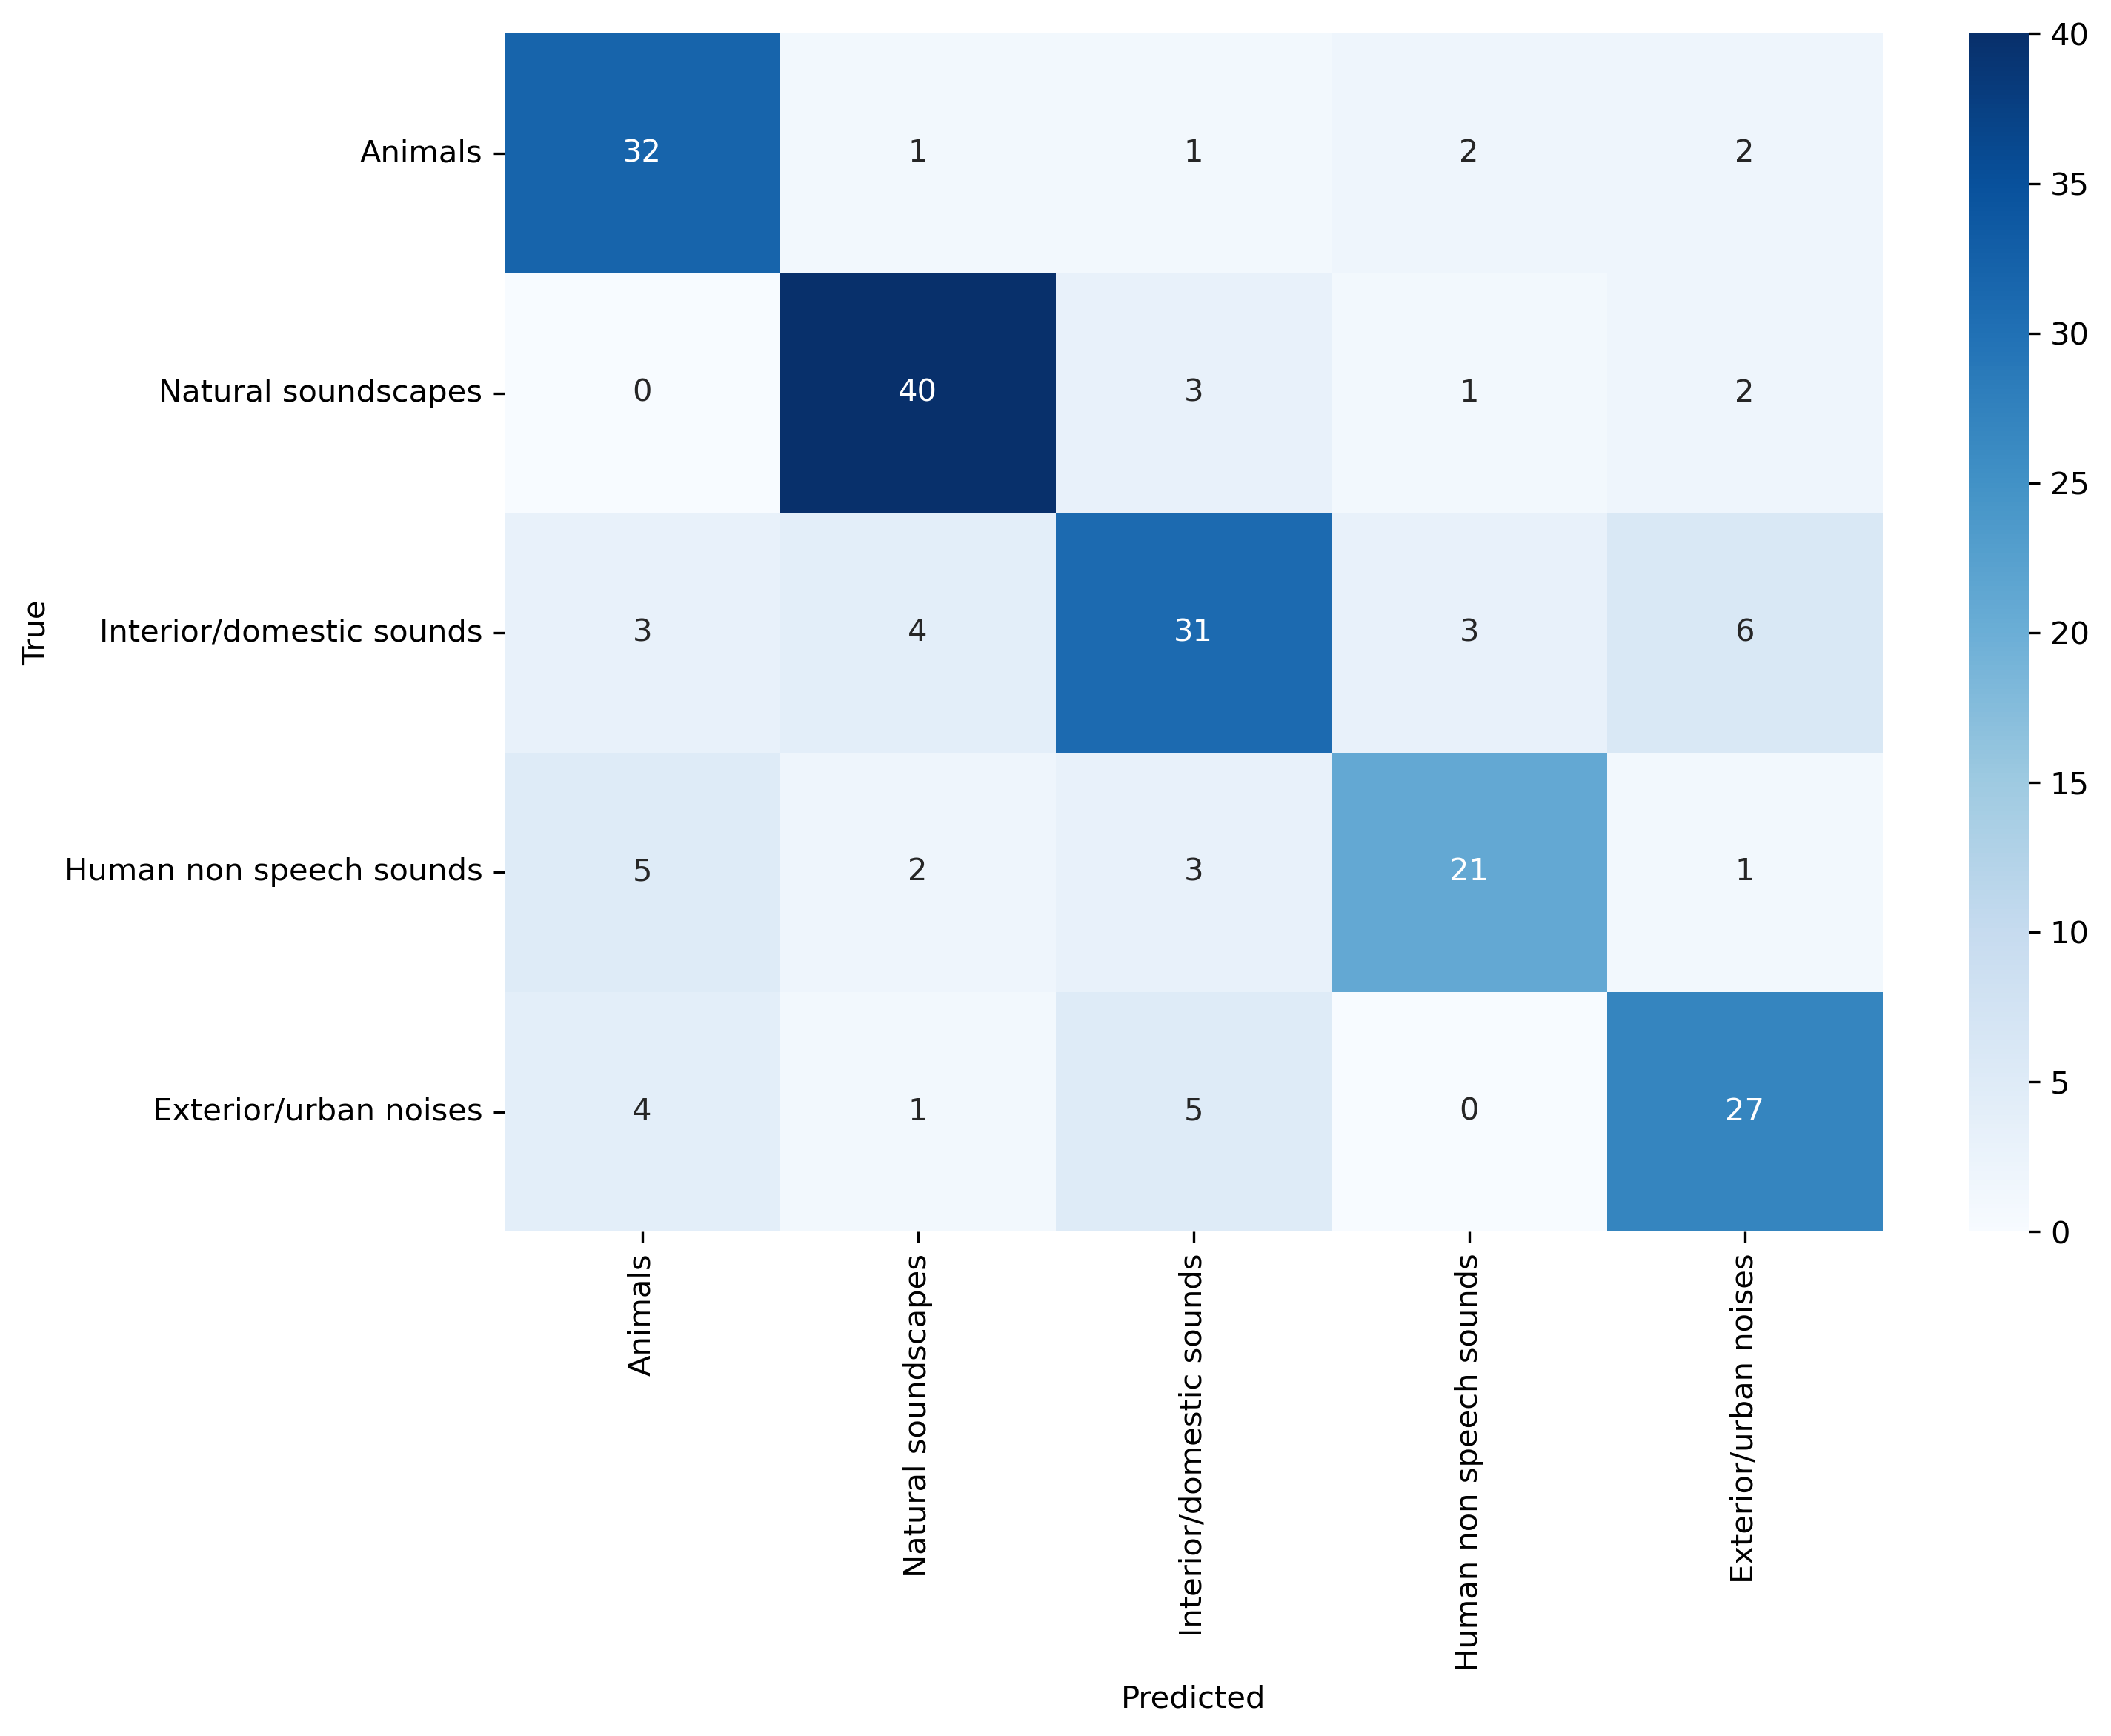 True
Animals 32 1 1 2 2
Natural soundscapes 0 40 3 1 2
Interior/domestic sounds 3 4 31 3 6
Human non speech sounds 5 2 3 21 1
Exterior/urban noises 4 1 5 0 27
Animals
Natural soundscapes
Interior/domestic sounds
Human non speech sounds
Exterior/urban noises
Predicted
40
35
30
25
20
15
10
5
0